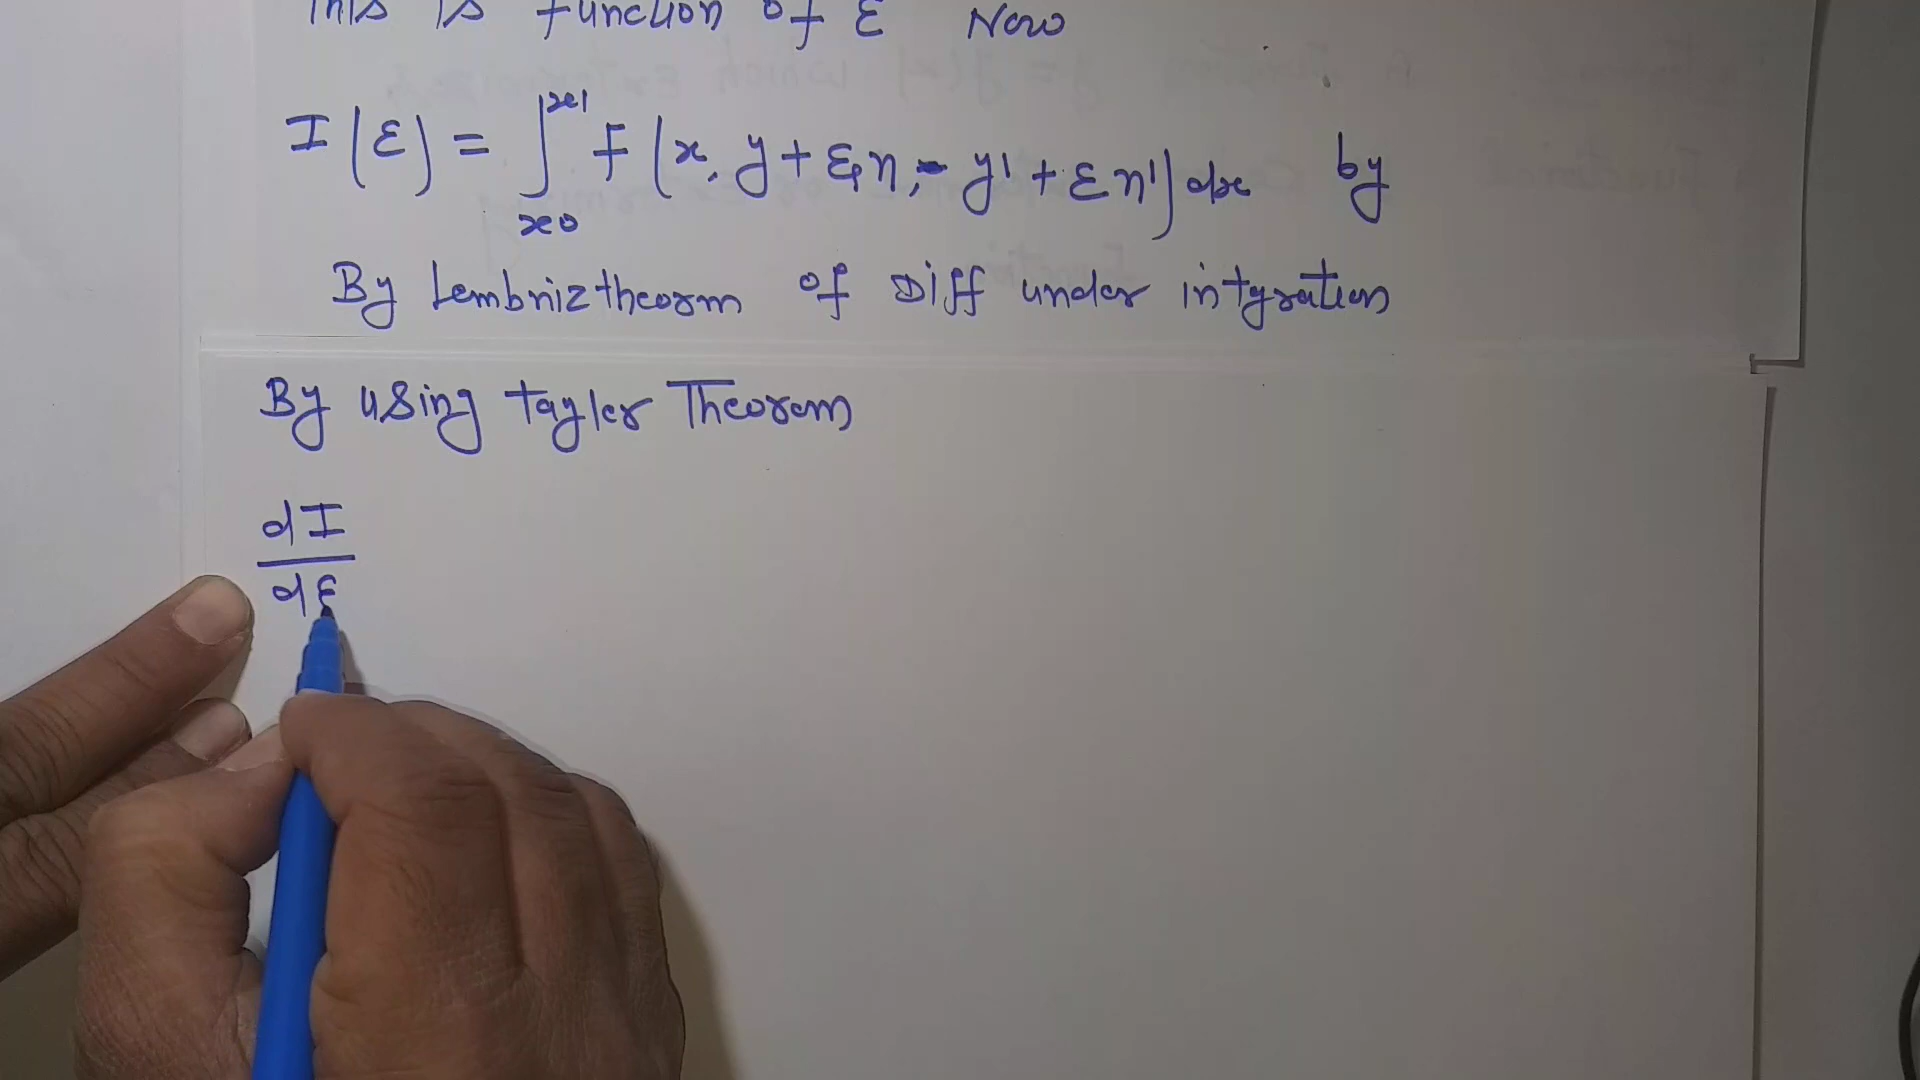 This is function of ε Now
I(ε) = ∫x0 x1 F(x, y + εη, y' + εη') dx by
By Lembniz theorm of Diff under intgration
By using Tayler Theorem
dI
dε